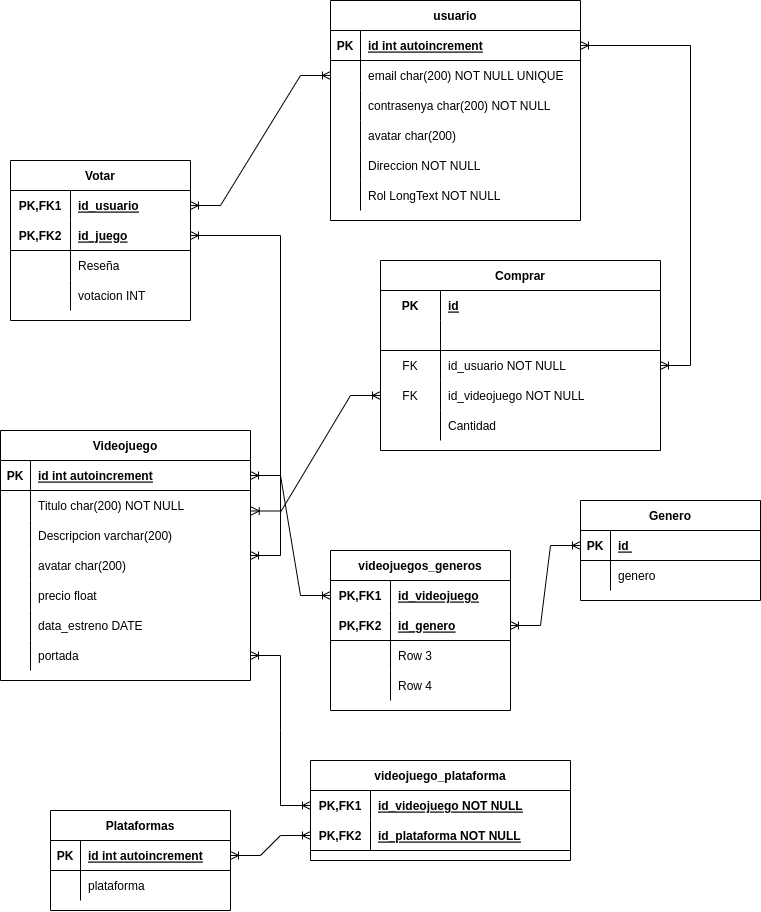 usuario
PK id int autoincrement
email char(200) NOT NULL UNIQUE
contrasenya char(200) NOT NULL
avatar char(200)
Direccion NOT NULL
Rol LongText NOT NULL
Votar
PK,FK1 id_usuario
PK,FK2 id_juego
Reseña
votacion INT
Comprar
PK id
FK id_usuario NOT NULL
FK id_videojuego NOT NULL
Cantidad
Videojuego
PK id int autoincrement
Titulo char(200) NOT NULL
Descripcion varchar(200)
avatar char(200)
precio float
data_estreno DATE
portada
Genero
PK id
genero
videojuegos_generos
PK,FK1 id_videojuego
PK,FK2 id_genero
Row 3
Row 4
videojuego_plataforma
PK,FK1 id_videojuego NOT NULL
PK,FK2 id_plataforma NOT NULL
Plataformas
PK id int autoincrement
plataforma